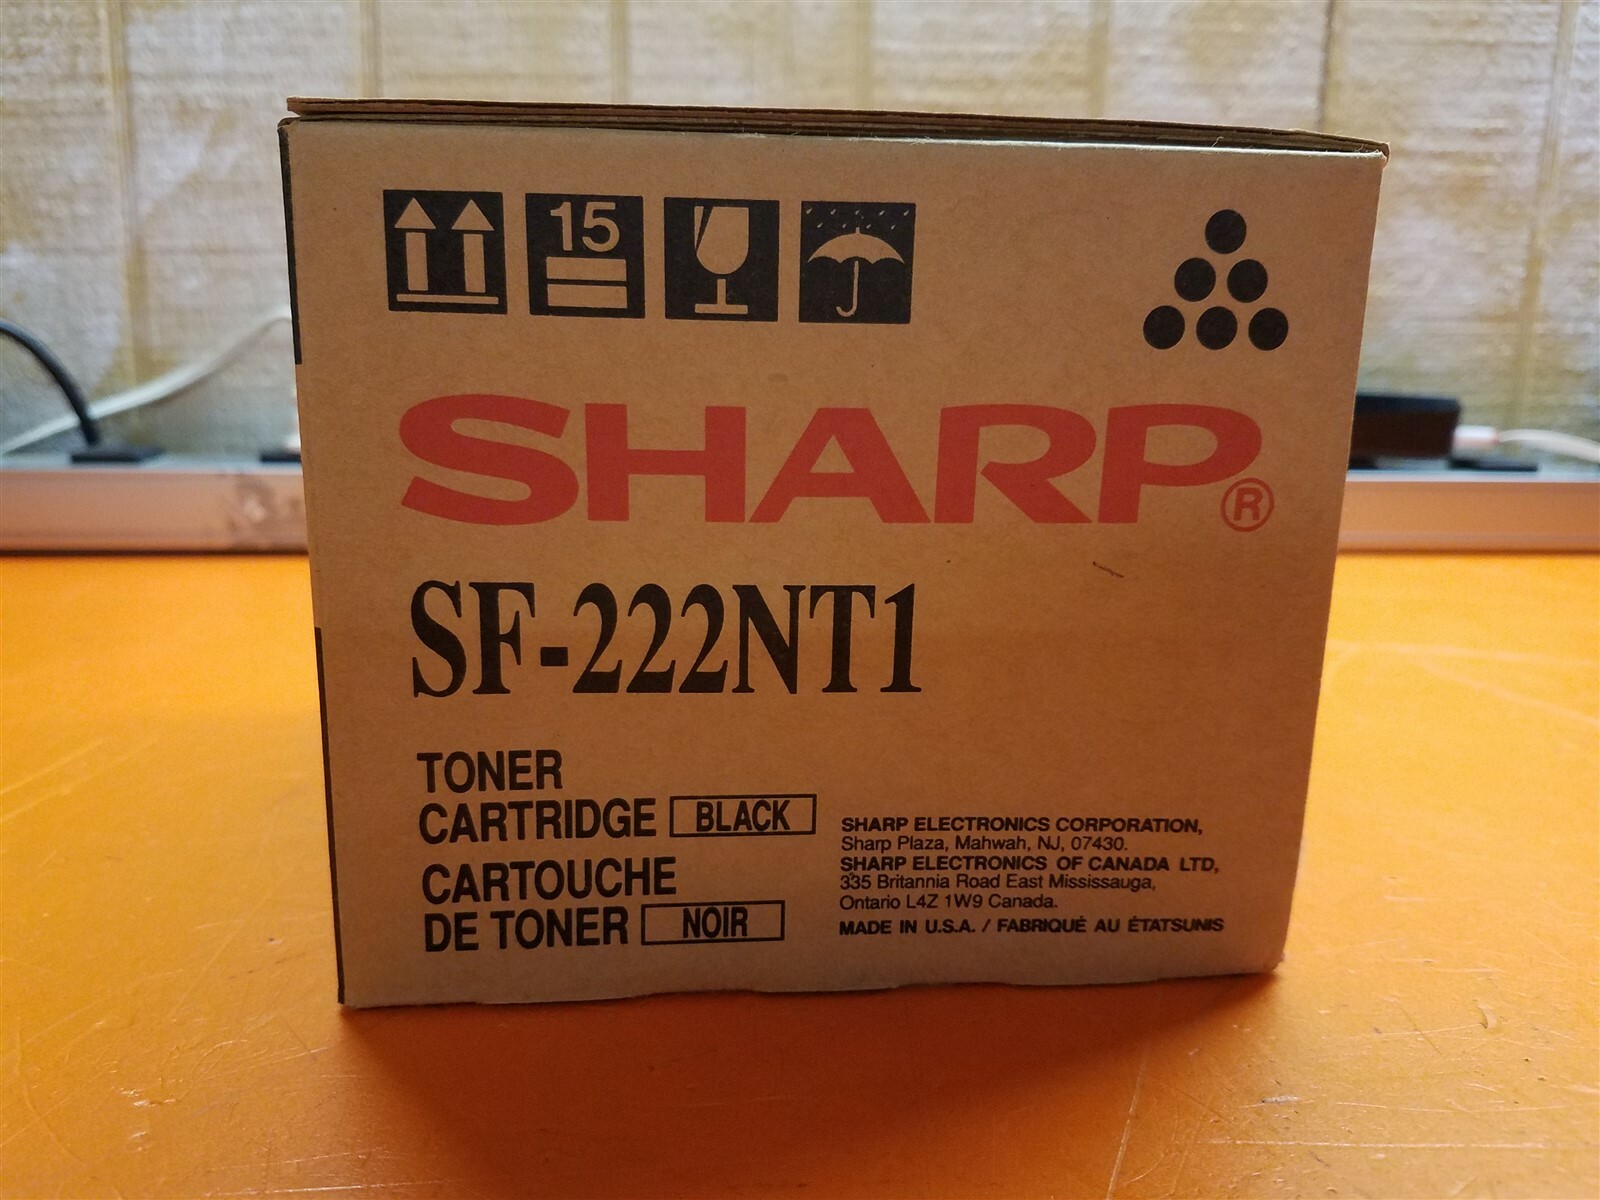 15
SHARP®
SF-222NT1
TONER
CARTRIDGE BLACK
CARTOUCHE
DE TONER NOIR
SHARP ELECTRONICS CORPORATION,
Sharp Plaza, Mahwah, NJ, 07430.
SHARP ELECTRONICS OF CANADA LTD,
335 Britannia Road East Mississauga,
Ontario L4Z 1W9 Canada.
MADE IN U.S.A. / FABRIQUÉ AU ÉTATSUNIS